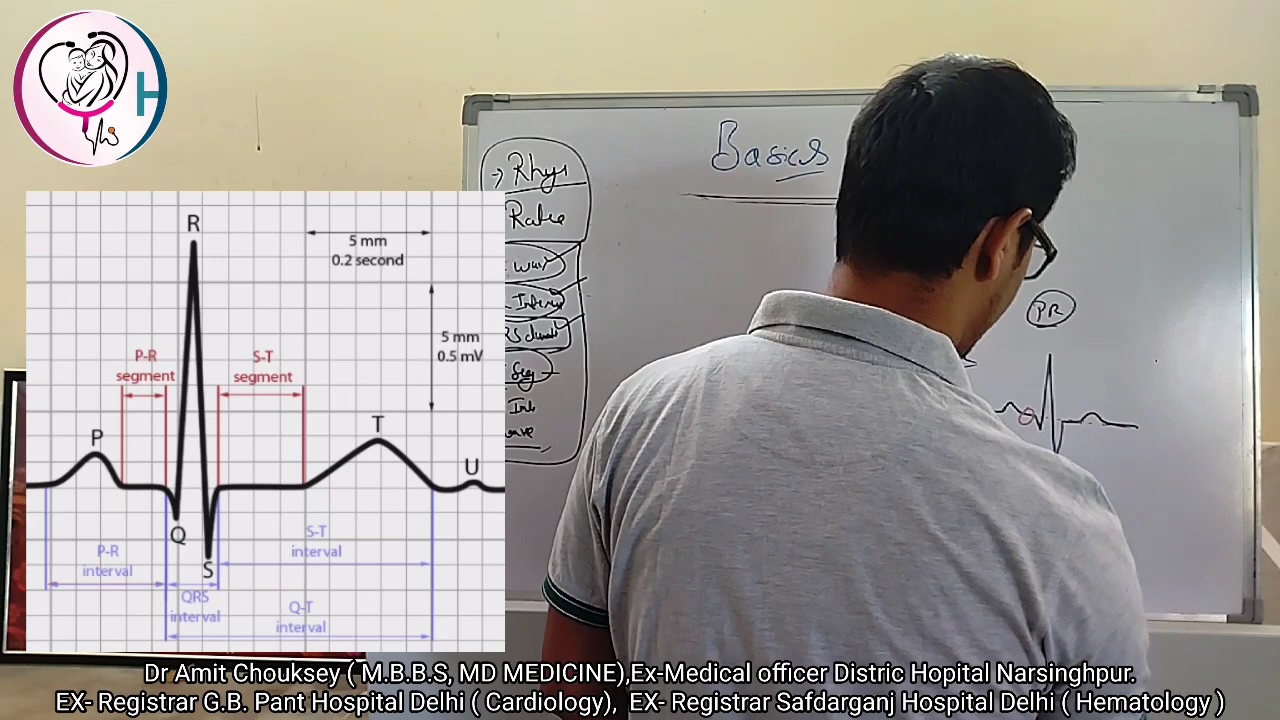 H
Basics
Rate
PR
R
5 mm
0.2 second
5 mm
0.5 mV
P-R
segment
S-T
segment
P
T
U
Q
S
S-T
interval
P-R
interval
QRS
interval
Q-T
interval
Dr Amit Chouksey ( M.B.B.S, MD MEDICINE),Ex-Medical officer Distric Hopital Narsinghpur.
EX- Registrar G.B. Pant Hospital Delhi ( Cardiology), EX- Registrar Safdarganj Hospital Delhi ( Hematology )